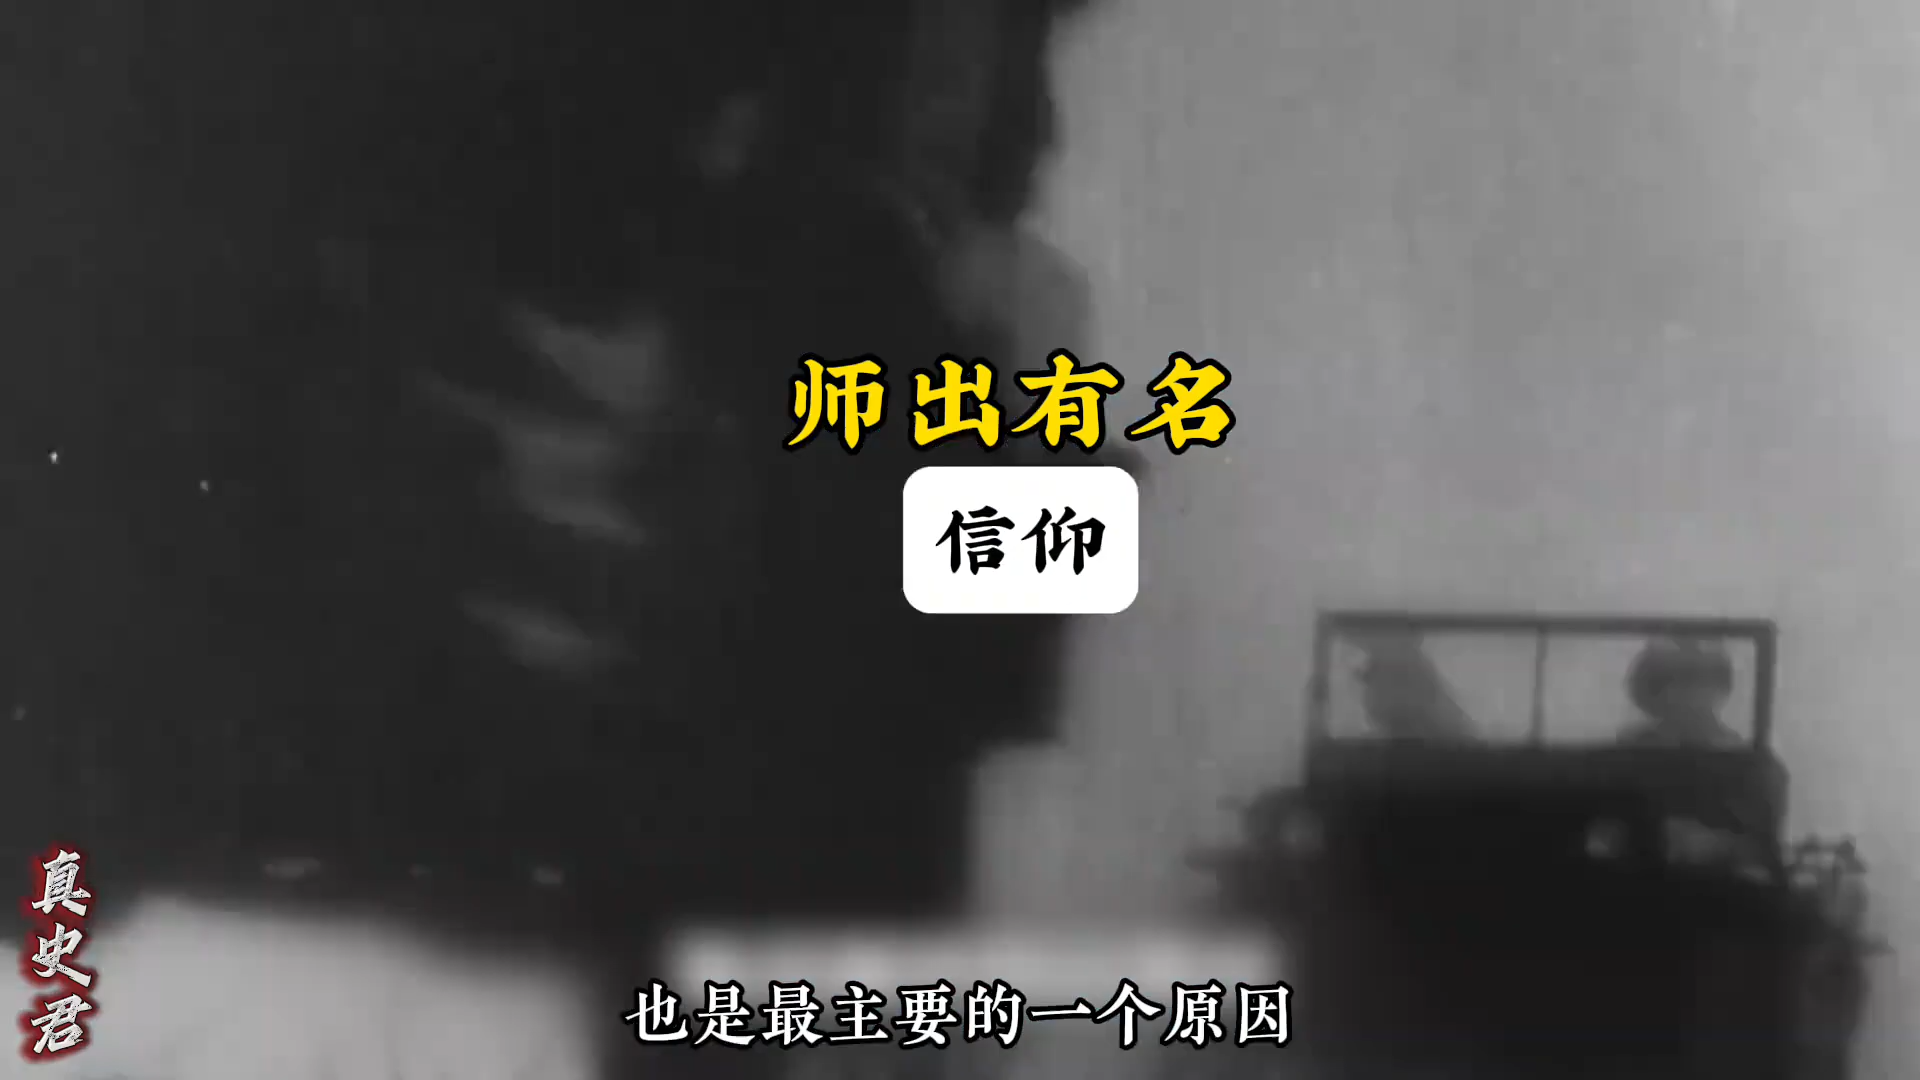 师出有名
信仰
真史君
也是最主要的一个原因